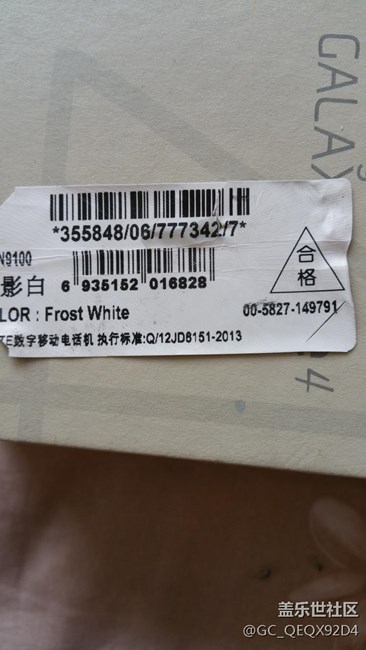 GALAX
*355848/06/777342/7*
N9100
影白
6 935152 016828
合格
LOR : Frost White
00-5827-149791
TE数字移动电话机 执行标准:Q/12JD8151-2013
4
盖乐世社区
@GC_QEQX92D4